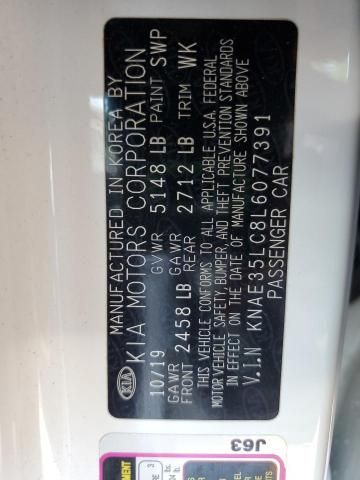 MANUFACTURED IN KOREA BY
KIA KIA MOTORS CORPORATION
10/19 GVWR 5148 LB PAINT SWP
GAWR FRONT 2458 LB GAWR REAR 2712 LB TRIM WK
THIS VEHICLE CONFORMS TO ALL APPLICABLE U.S.A. FEDERAL
MOTOR VEHICLE SAFETY, BUMPER, AND THEFT PREVENTION STANDARDS
IN EFFECT ON THE DATE OF MANUFACTURE SHOWN ABOVE
V.I.N KNAE35LC8L6077391
PASSENGER CAR
J63